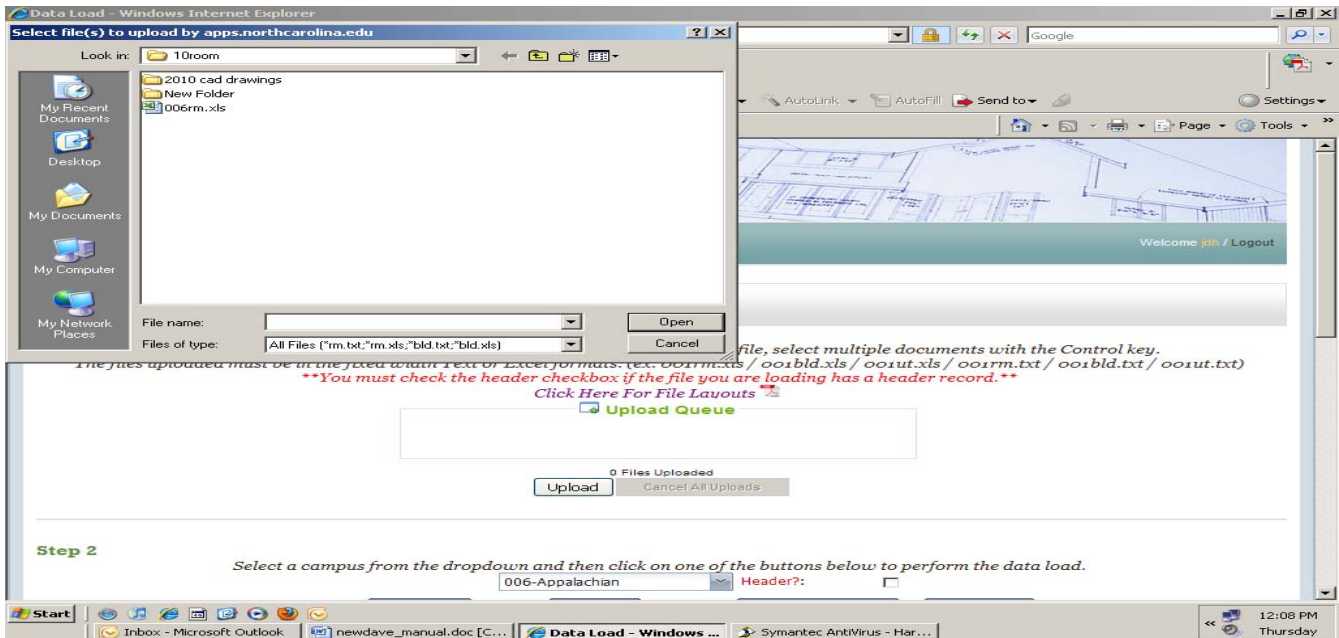 Data Load - Windows Internet Explorer
Select file(s) to upload by apps.northcarolina.edu
Look in: 10room
Google
2010 cad drawings
New Folder
006rm.xls
My Recent Documents
Desktop
My Documents
My Computer
My Network Places
AutoLink AutoFill Send to Settings
Page Tools
Welcome jdh / Logout
File name: Open
Files of type: All Files (*rm.txt;*rm.xls;*bld.txt;*bld.xls) Cancel
file, select multiple documents with the Control key.
The files uploaded must be in the fixed width Text or Excel formats. (ex. 001rm.xls / 001bld.xls / 001ut.xls / 001rm.txt / 001bld.txt / 001ut.txt)
**You must check the header checkbox if the file you are loading has a header record.**
Click Here For File Layouts
Upload Queue
0 Files Uploaded
Upload Cancel All Uploads
Step 2
Select a campus from the dropdown and then click on one of the buttons below to perform the data load.
006-Appalachian Header?:
Start 12:08 PM
Inbox - Microsoft Outlook newdave_manual.doc [C... Data Load - Windows ... Symantec AntiVirus - Har... Thursday